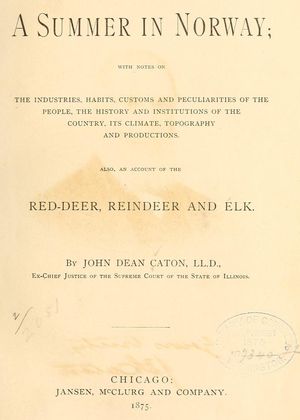 A SUMMER IN NORWAY;
WITH NOTES ON
THE INDUSTRIES, HABITS, CUSTOMS AND PECULIARITIES OF THE
PEOPLE, THE HISTORY AND INSTITUTIONS OF THE
COUNTRY, ITS CLIMATE, TOPOGRAPHY
AND PRODUCTIONS.
ALSO, AN ACCOUNT OF THE
RED-DEER, REINDEER AND ELK.
BY JOHN DEAN CATON, LL.D.,
EX-CHIEF JUSTICE OF THE SUPREME COURT OF THE STATE OF ILLINOIS.
CHICAGO:
JANSEN, McCLURG AND COMPANY.
1875.